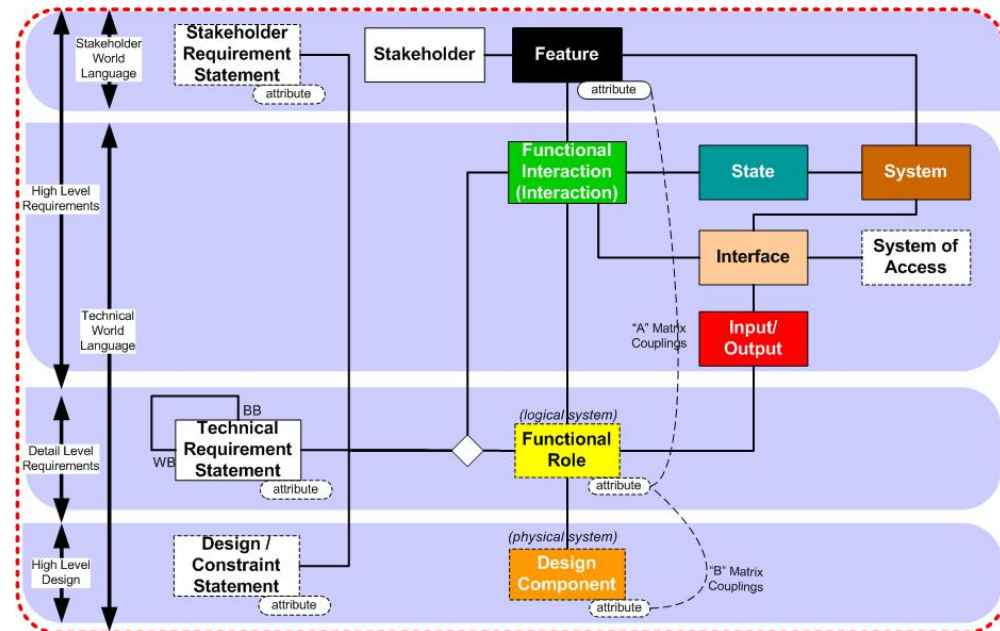 Stakeholder
World
Language
Stakeholder
Requirement
Statement
attribute
Stakeholder
Feature
attribute
High Level
Requirements
Technical
World
Language
Functional
Interaction
(Interaction)
State
System
Interface
System of
Access
"A" Matrix
Couplings
Input/
Output
Detail Level
Requirements
BB
WB
Technical
Requirement
Statement
attribute
(logical system)
Functional
Role
attribute
High Level
Design
Design /
Constraint
Statement
attribute
(physical system)
Design
Component
attribute
"B" Matrix
Couplings